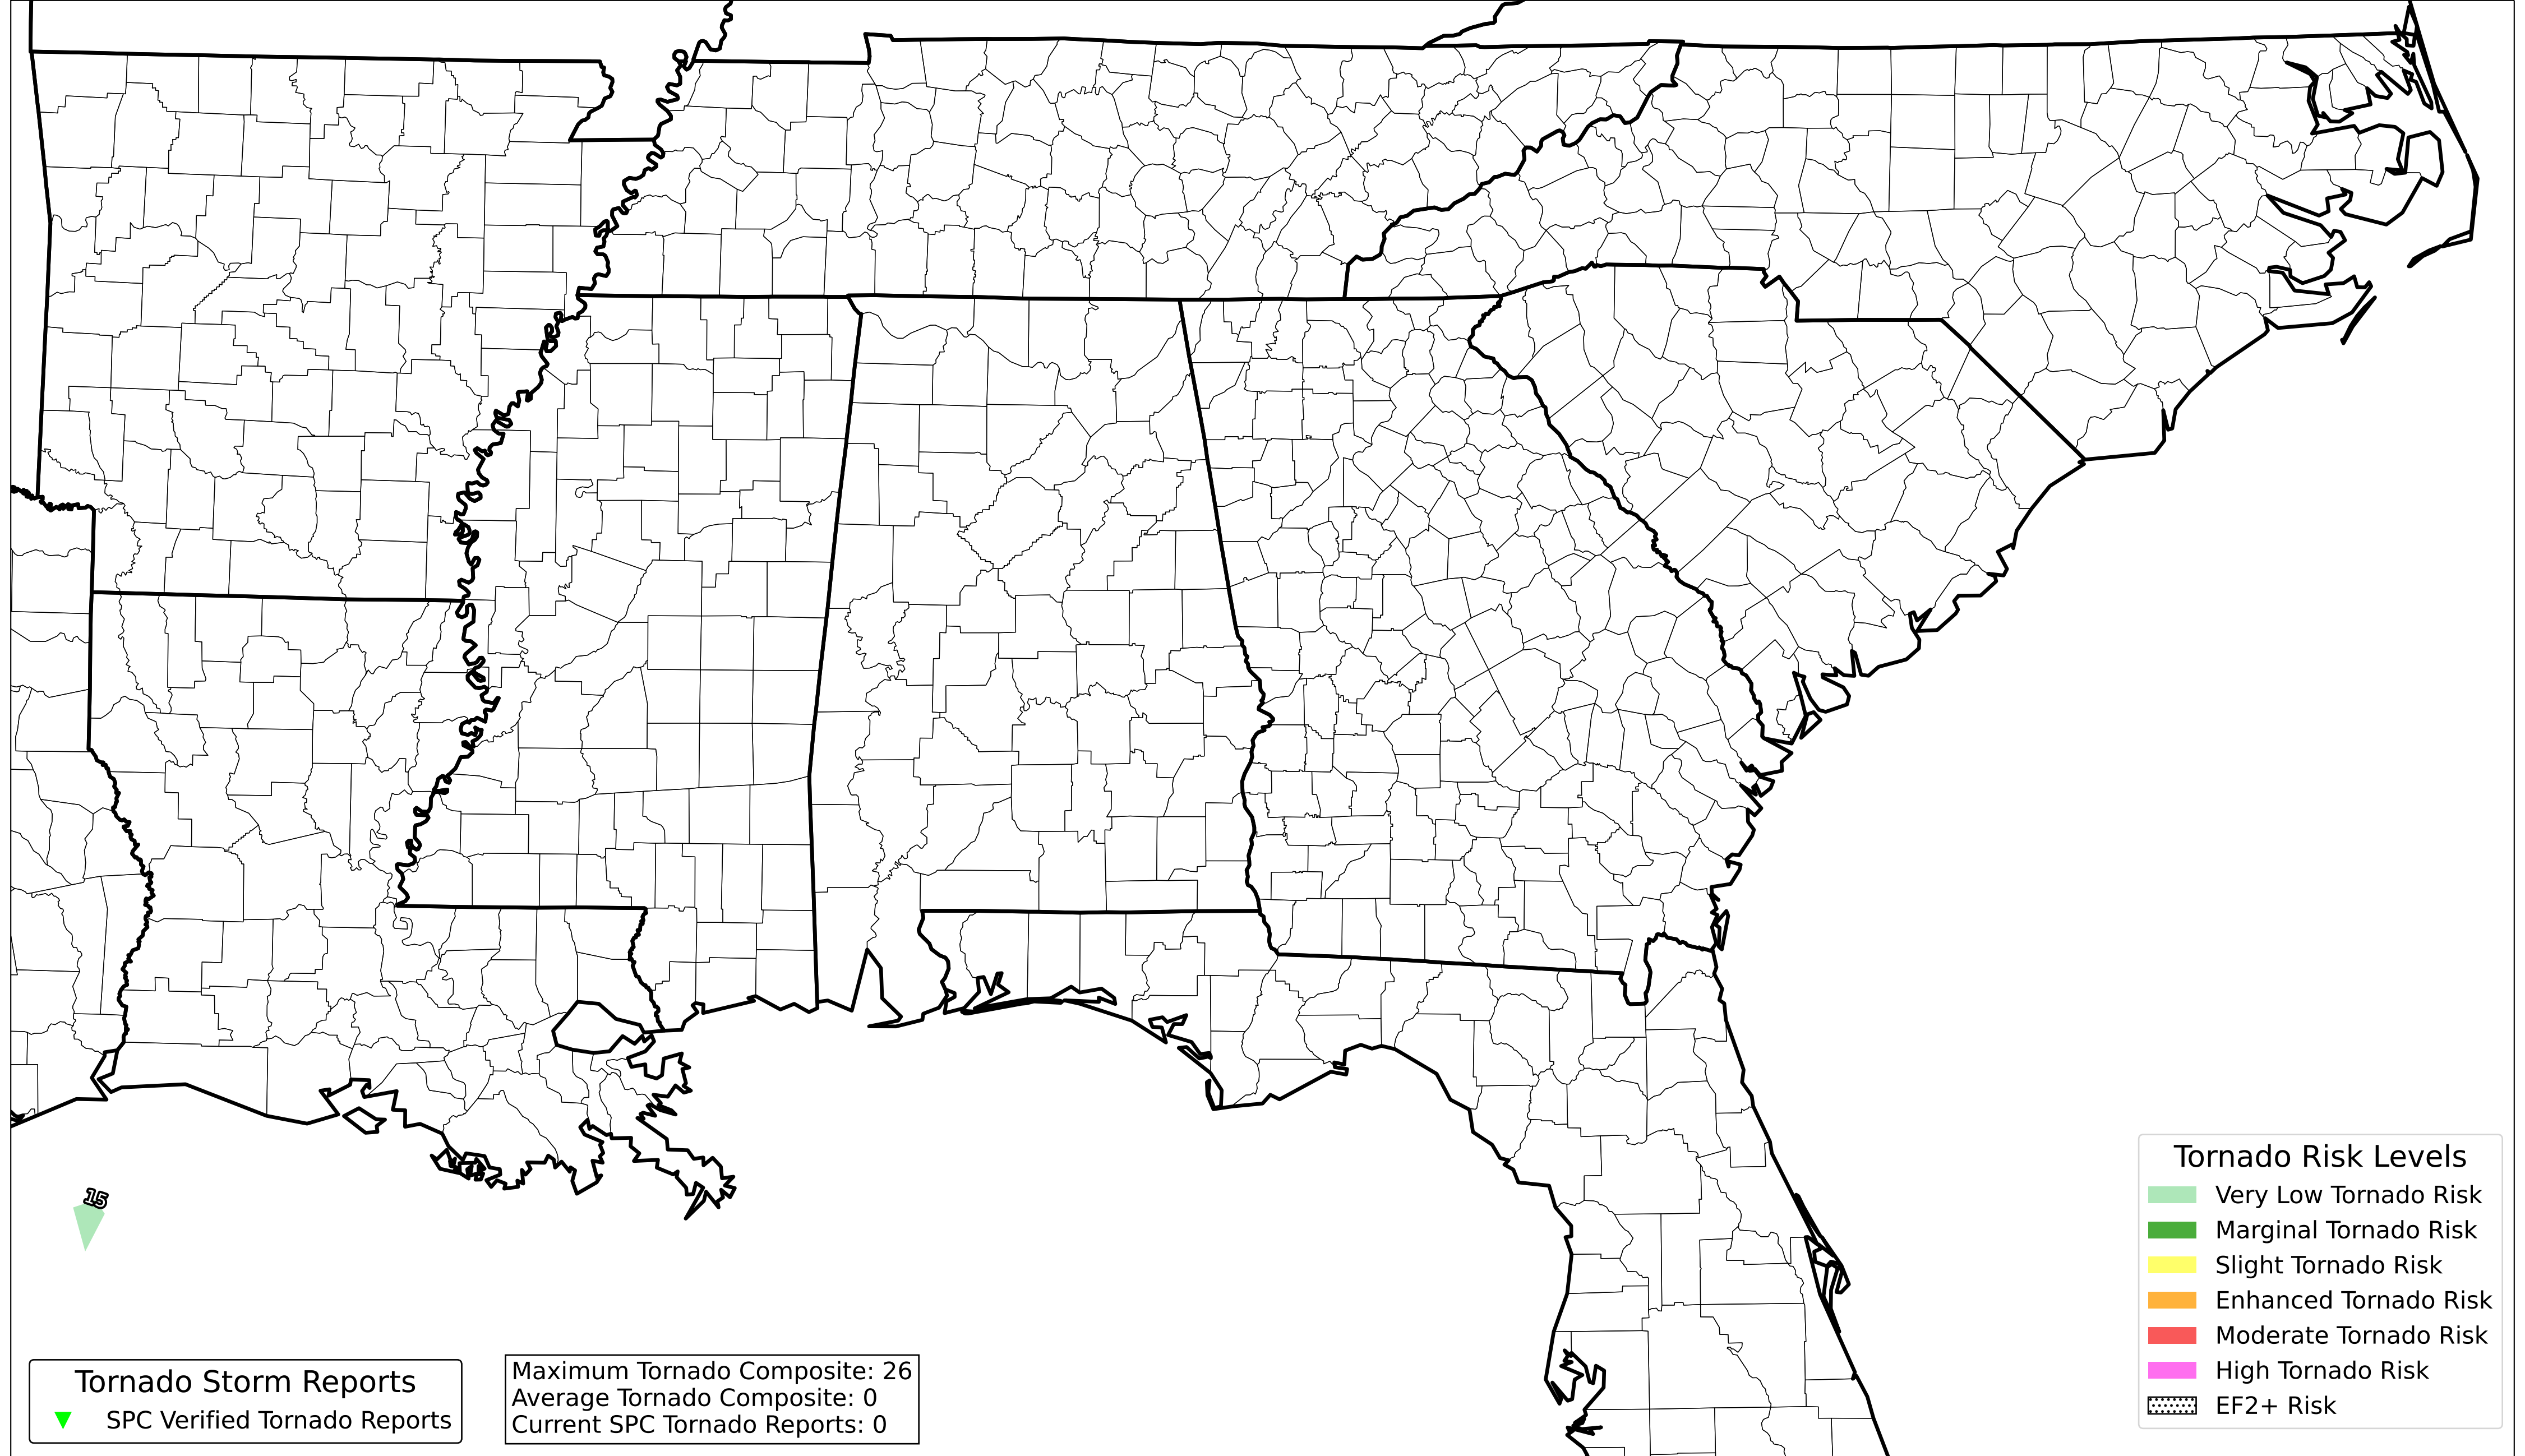 15
Tornado Storm Reports
SPC Verified Tornado Reports
Maximum Tornado Composite: 26
Average Tornado Composite: 0
Current SPC Tornado Reports: 0
Tornado Risk Levels
Very Low Tornado Risk
Marginal Tornado Risk
Slight Tornado Risk
Enhanced Tornado Risk
Moderate Tornado Risk
High Tornado Risk
EF2+ Risk